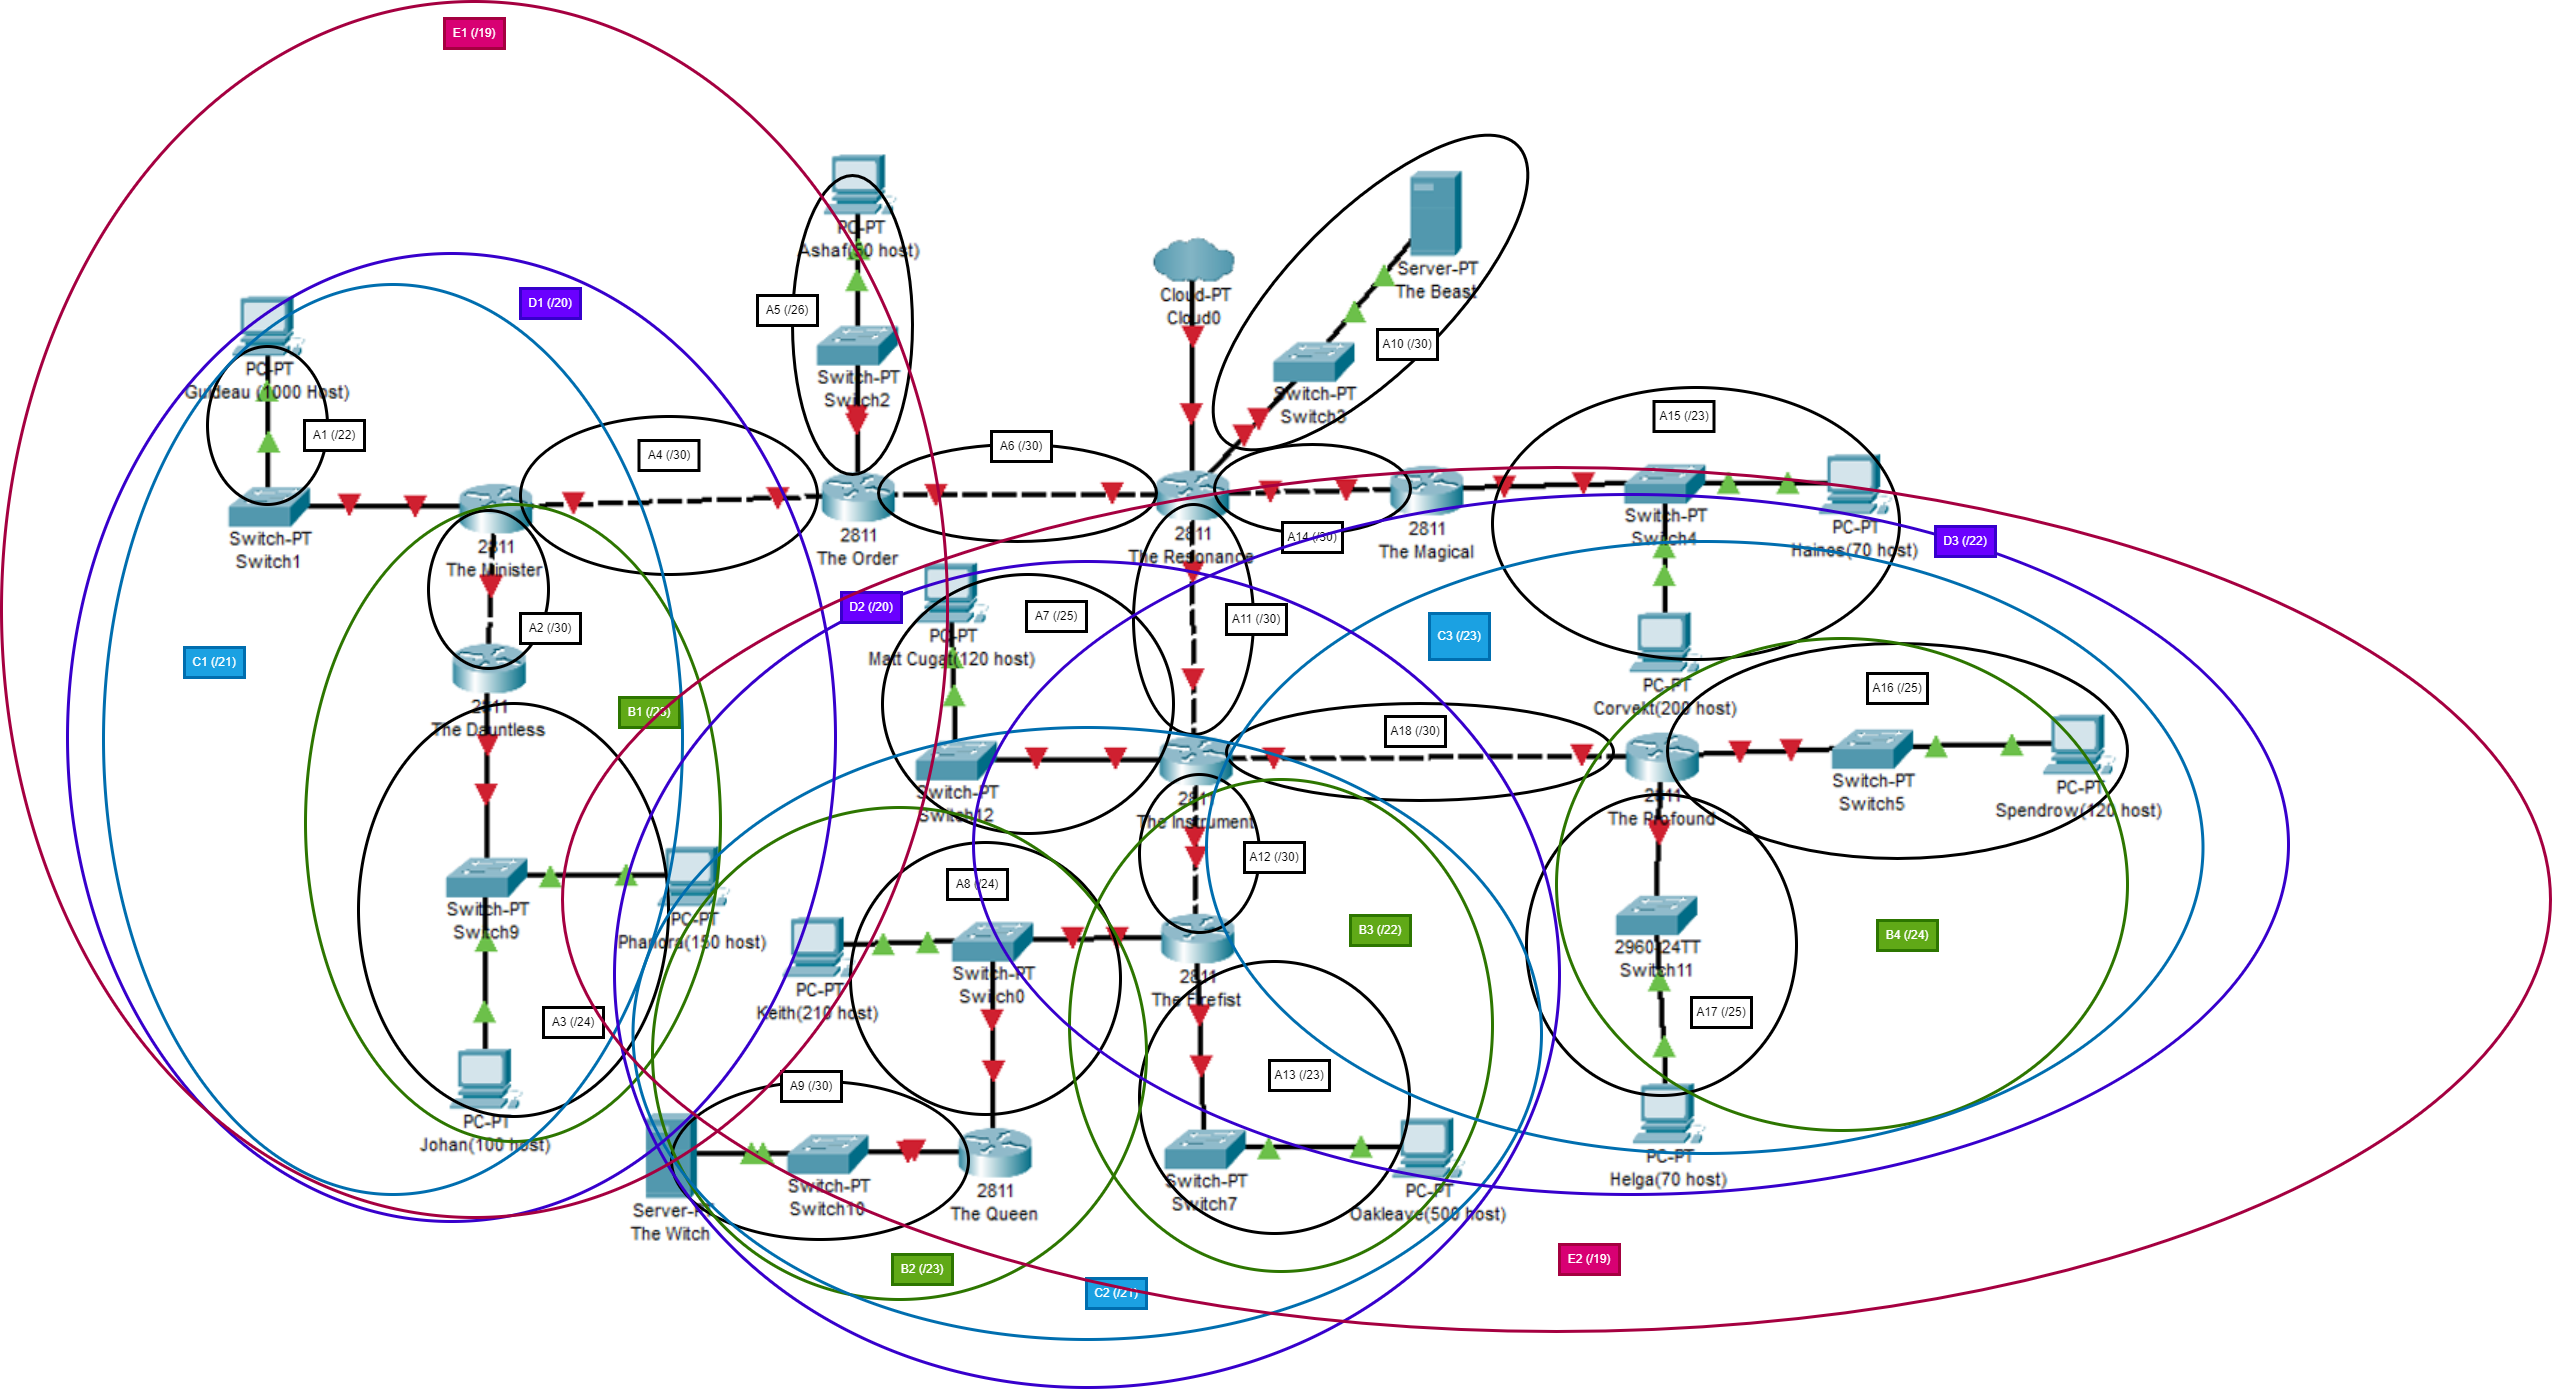 E1 (/19)
D1 (/20)
PC-PT
Ashaf(50 host)
A5 (/26)
Switch-PT
Switch2
Cloud-PT
Cloud0
Server-PT
The Beast
A10 (/30)
Switch-PT
Switch3
PC-PT
Gudeau (1000 Host)
A1 (/22)
Switch-PT
Switch1
A4 (/30)
2811
The Minister
2811
The Order
A6 (/30)
2811
The Resonance
A14 (/30)
2811
The Magical
A15 (/23)
Switch-PT
Switch4
PC-PT
Haines(70 host)
D3 (/22)
A2 (/30)
2811
The Dauntless
C1 (/21)
B1 (/23)
D2 (/20)
A7 (/25)
PC-PT
Matt Cugat(120 host)
A11 (/30)
C3 (/23)
PC-PT
Corvekt(200 host)
A16 (/25)
A18 (/30)
Switch-PT
Switch12
2811
The Instrument
2811
The Profound
Switch-PT
Switch5
PC-PT
Spendrow(120 host)
A12 (/30)
A8 (/24)
Switch-PT
Switch9
PC-PT
Phanora(150 host)
B3 (/22)
B4 (/24)
2960-24TT
Switch11
PC-PT
Keith(210 host)
Switch-PT
Switch0
2811
The Firefist
A3 (/24)
A17 (/25)
A9 (/30)
A13 (/23)
PC-PT
Johan(100 host)
PC-PT
Helga(70 host)
Server-PT
The Witch
Switch-PT
Switch10
2811
The Queen
Switch-PT
Switch7
PC-PT
Oakleave(500 host)
B2 (/23)
E2 (/19)
C2 (/21)